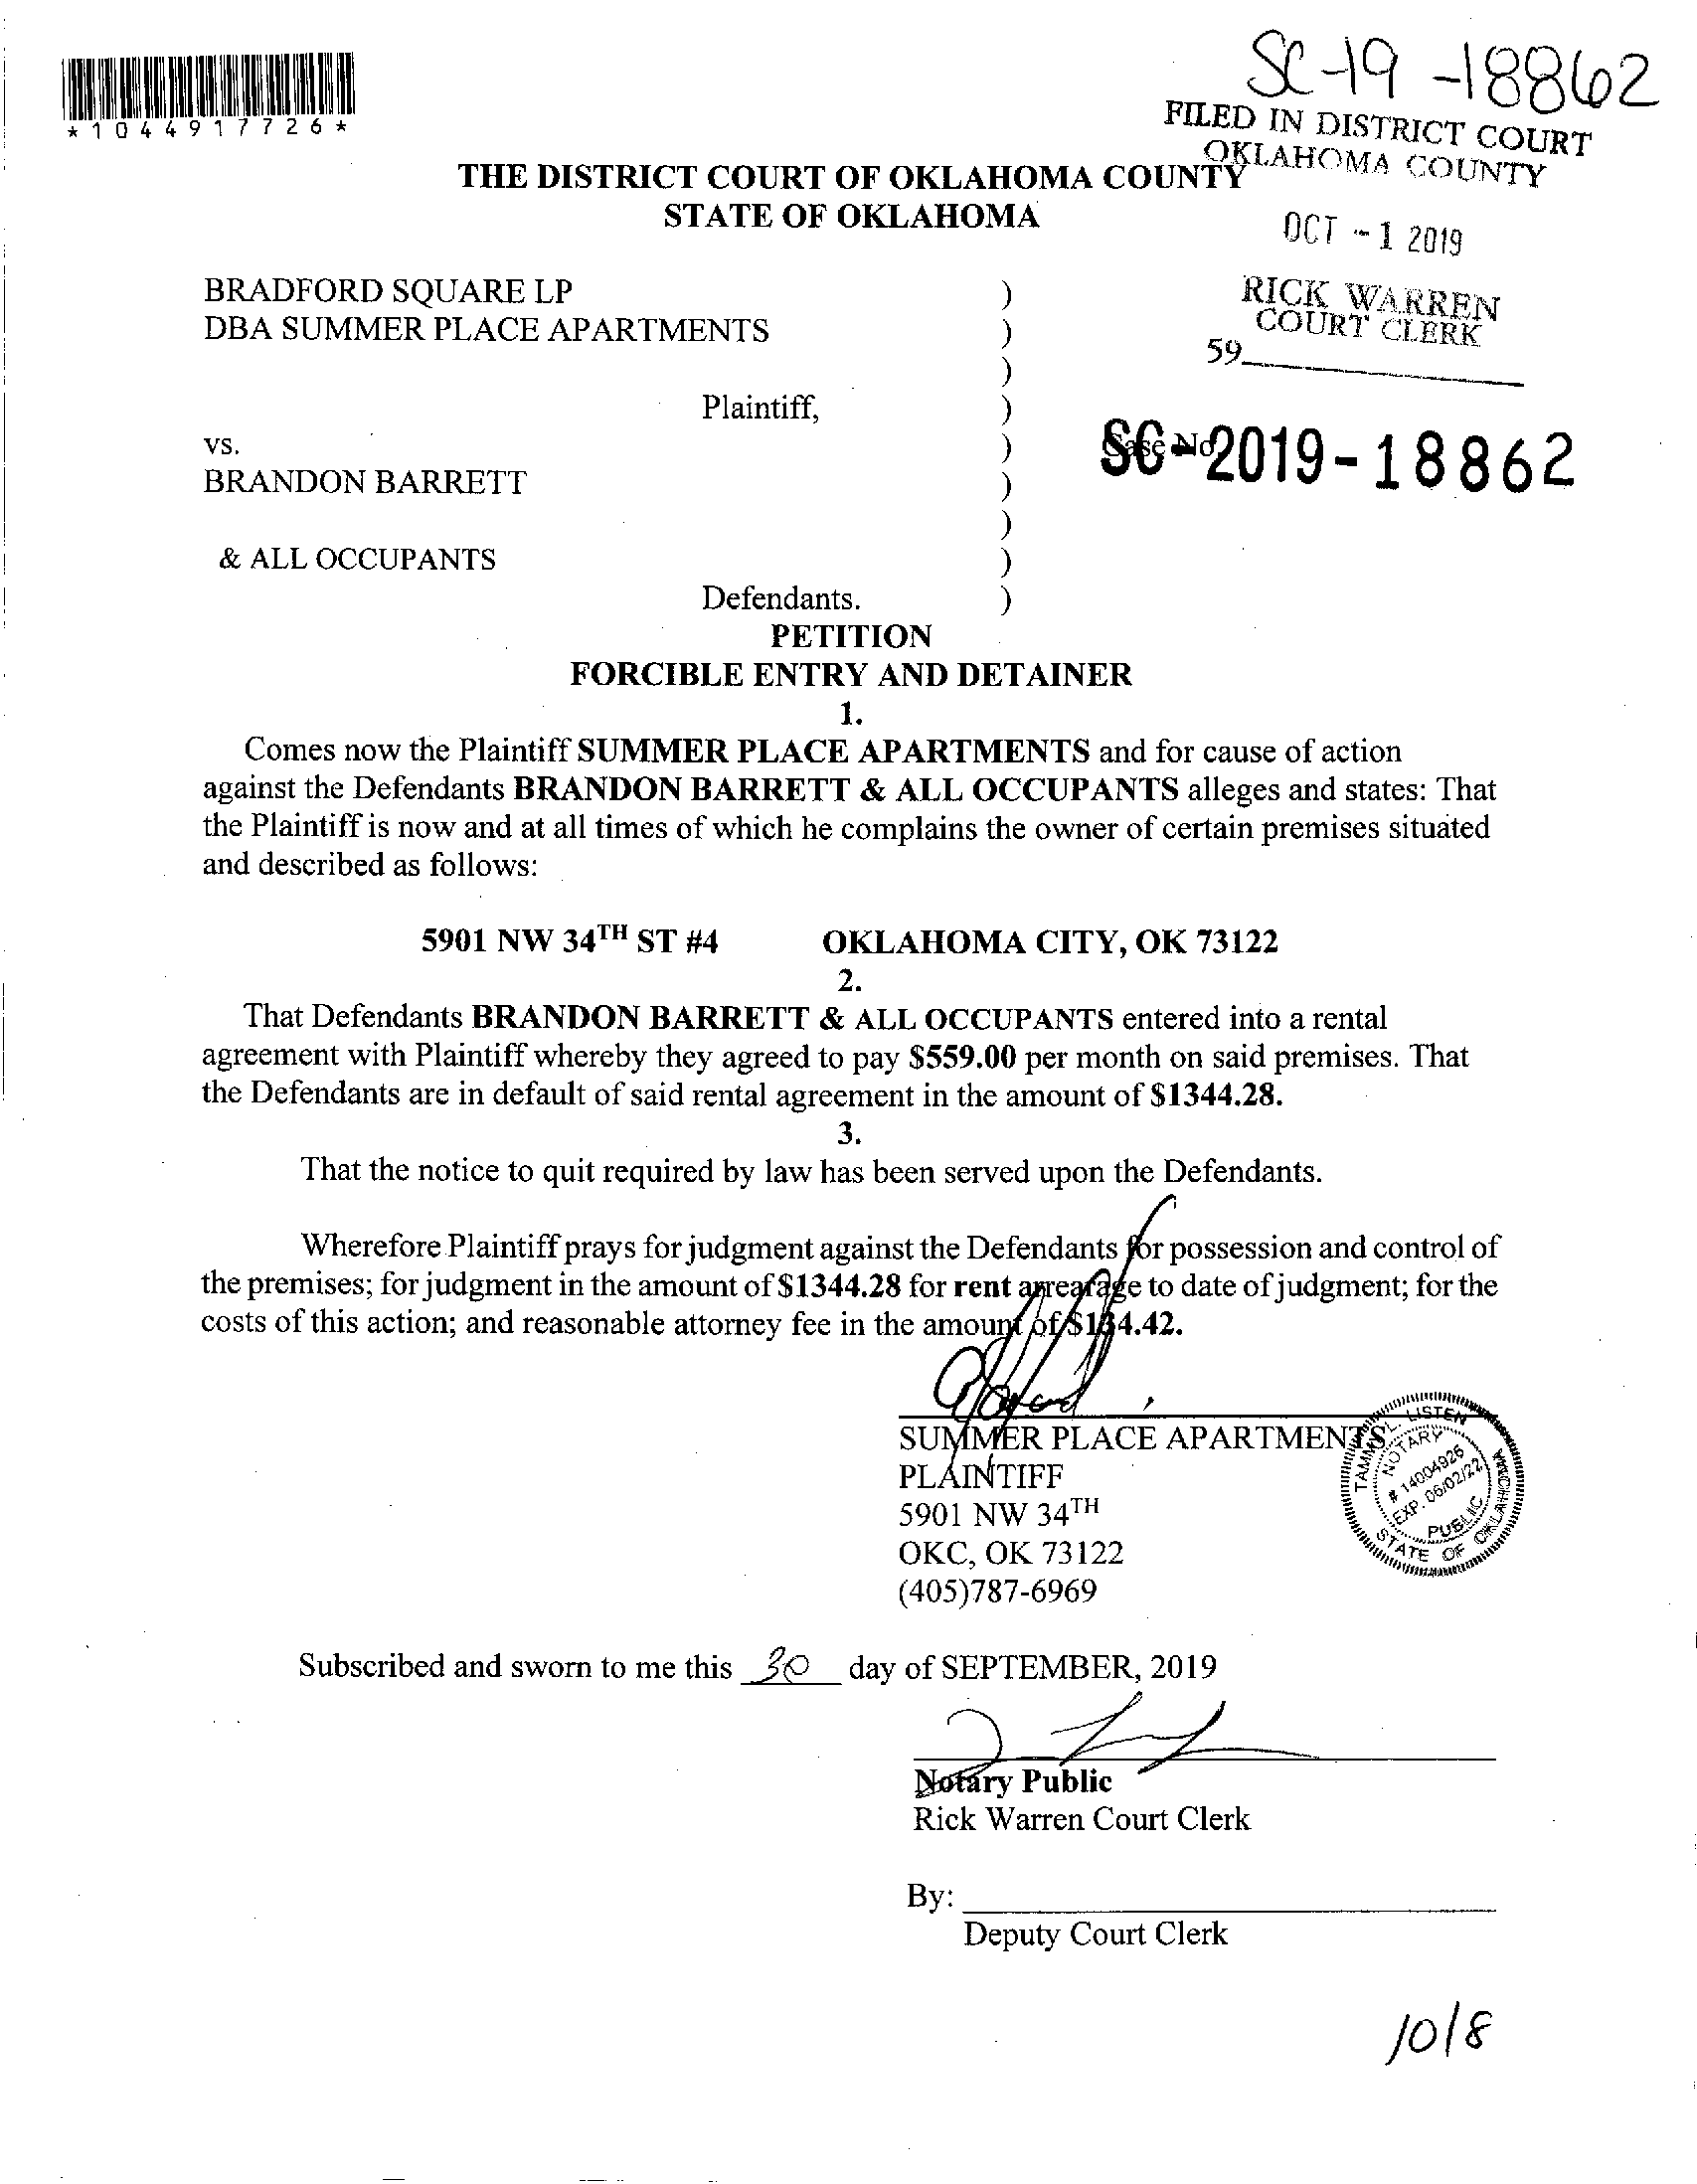 SC-19-18862
*1044917726*
FILED IN DISTRICT COURT
OKLAHOMA COUNTY
THE DISTRICT COURT OF OKLAHOMA COUNTY
STATE OF OKLAHOMA
OCT -1 2019
BRADFORD SQUARE LP )
DBA SUMMER PLACE APARTMENTS )
)
RICK WARREN
COURT CLERK
59
Plaintiff, )
vs. )
Case No
SC-2019-18862
BRANDON BARRETT )
)
& ALL OCCUPANTS )
Defendants. )
PETITION
FORCIBLE ENTRY AND DETAINER
1.
Comes now the Plaintiff SUMMER PLACE APARTMENTS and for cause of action
against the Defendants BRANDON BARRETT & ALL OCCUPANTS alleges and states: That
the Plaintiff is now and at all times of which he complains the owner of certain premises situated
and described as follows:
5901 NW 34TH ST #4 OKLAHOMA CITY, OK 73122
2.
That Defendants BRANDON BARRETT & ALL OCCUPANTS entered into a rental
agreement with Plaintiff whereby they agreed to pay $559.00 per month on said premises. That
the Defendants are in default of said rental agreement in the amount of $1344.28.
3.
That the notice to quit required by law has been served upon the Defendants.
Wherefore Plaintiff prays for judgment against the Defendants for possession and control of
the premises; for judgment in the amount of $1344.28 for rent arrearage to date of judgment; for the
costs of this action; and reasonable attorney fee in the amount of $134.42.
SUMMER PLACE APARTMENTS
PLAINTIFF
5901 NW 34TH
OKC, OK 73122
(405)787-6969
TAMMY L. LISTEN
NOTARY
# 14004926
EXP. 06/02/22
PUBLIC
STATE OF OKLAHOMA
Subscribed and sworn to me this 30 day of SEPTEMBER, 2019
Notary Public
Rick Warren Court Clerk
By:
Deputy Court Clerk
10/8